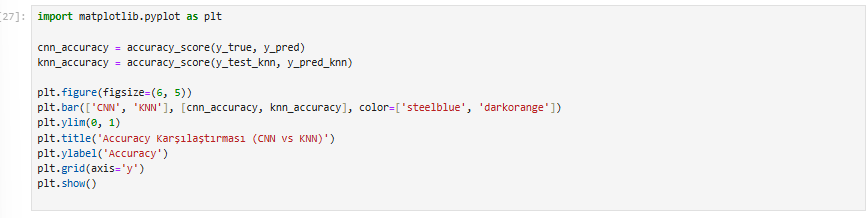 [27]: import matplotlib.pyplot as plt
cnn_accuracy = accuracy_score(y_true, y_pred)
knn_accuracy = accuracy_score(y_test_knn, y_pred_knn)
plt.figure(figsize=(6, 5))
plt.bar(['CNN', 'KNN'], [cnn_accuracy, knn_accuracy], color=['steelblue', 'darkorange'])
plt.ylim(0, 1)
plt.title('Accuracy Karşılaştırması (CNN vs KNN)')
plt.ylabel('Accuracy')
plt.grid(axis='y')
plt.show()